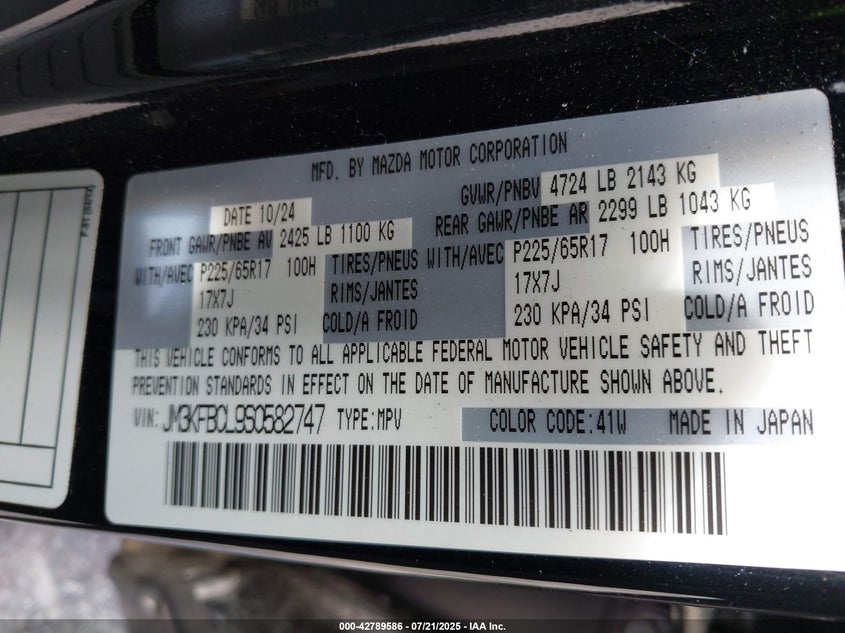 MFD. BY MAZDA MOTOR CORPORATION
DATE 10/24 GVWR/PNBV 4724 LB 2143 KG
FRONT GAWR/PNBE AV 2425 LB 1100 KG REAR GAWR/PNBE AR 2299 LB 1043 KG
WITH/AVEC P225/65R17 100H TIRES/PNEUS WITH/AVEC P225/65R17 100H TIRES/PNEUS
17X7J RIMS/JANTES 17X7J RIMS/JANTES
230 KPA/34 PSI COLD/A FROID 230 KPA/34 PSI COLD/A FROID
THIS VEHICLE CONFORMS TO ALL APPLICABLE FEDERAL MOTOR VEHICLE SAFETY AND THEFT
PREVENTION STANDARDS IN EFFECT ON THE DATE OF MANUFACTURE SHOWN ABOVE.
VIN: JM3KFBCL9S0582747 TYPE:MPV COLOR CODE:41W MADE IN JAPAN
000-42789586 - 07/21/2025 - IAA Inc.